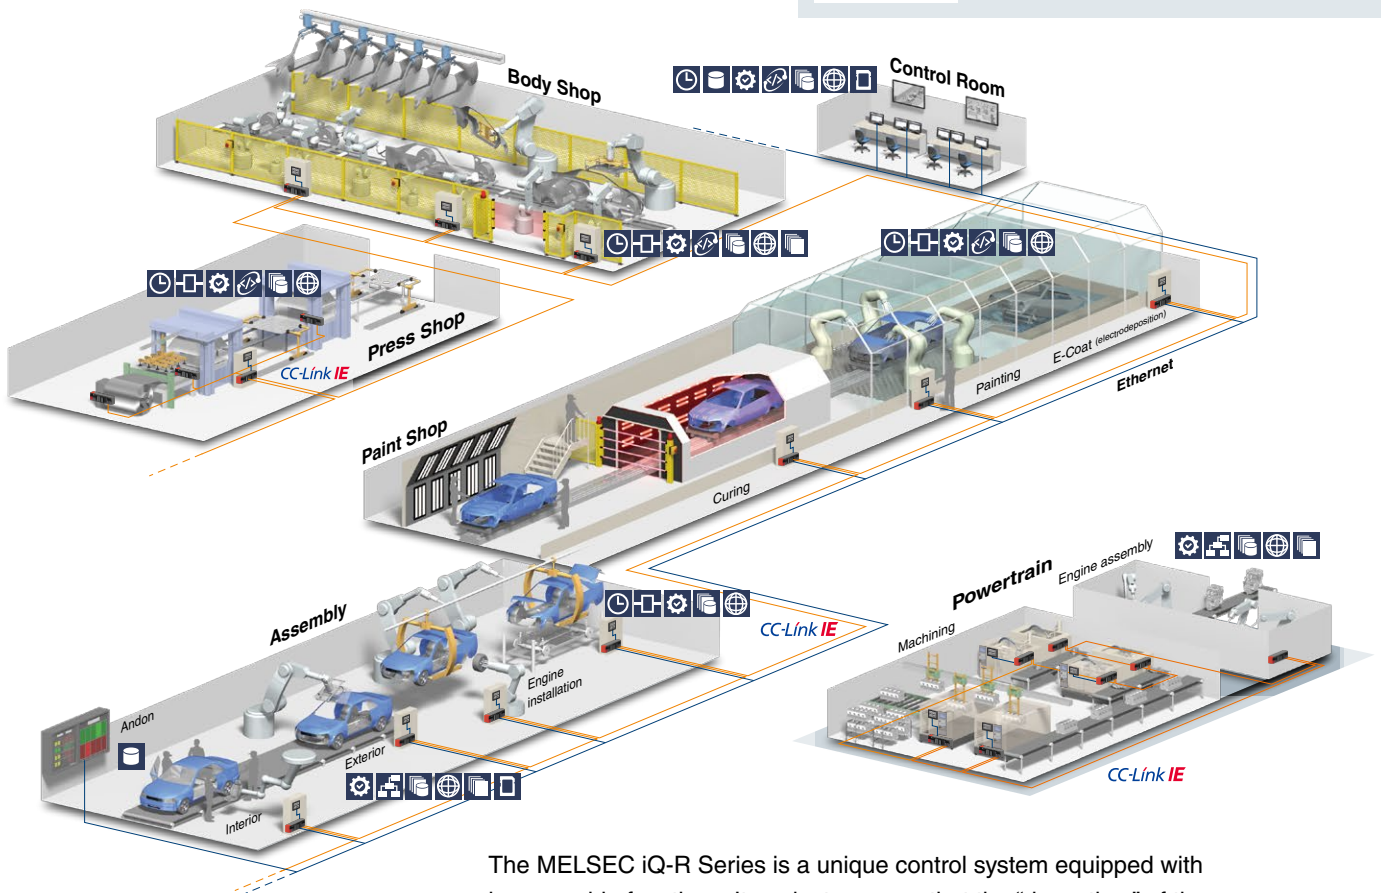 Body Shop
Control Room
Press Shop
CC-Link IE
E-Coat (electrodeposition)
Painting
Ethernet
Paint Shop
Curing
Engine assembly
Powertrain
Machining
Assembly
CC-Link IE
Engine
installation
Andon
Exterior
Interior
CC-Link IE
The MELSEC iQ-R Series is a unique control system equipped with